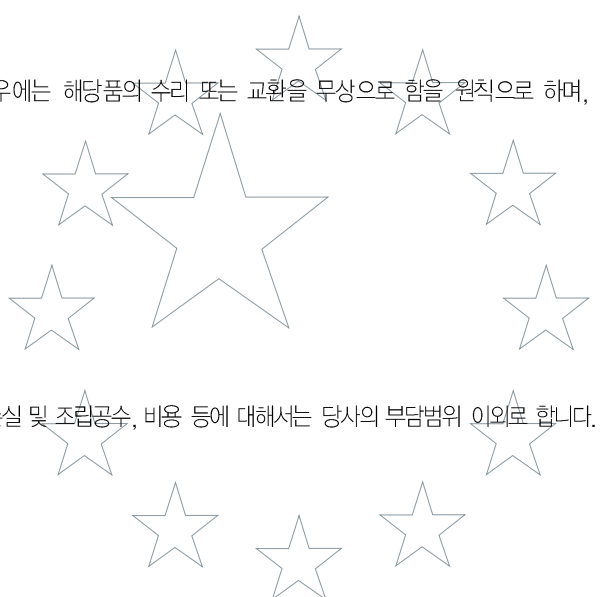 에는 해당품의 수리 또는 교환을 무상으로 함을 원칙으로 하며,
및 조립공수, 비용 등에 대해서는 당사의 부담범위 이외로 합니다.